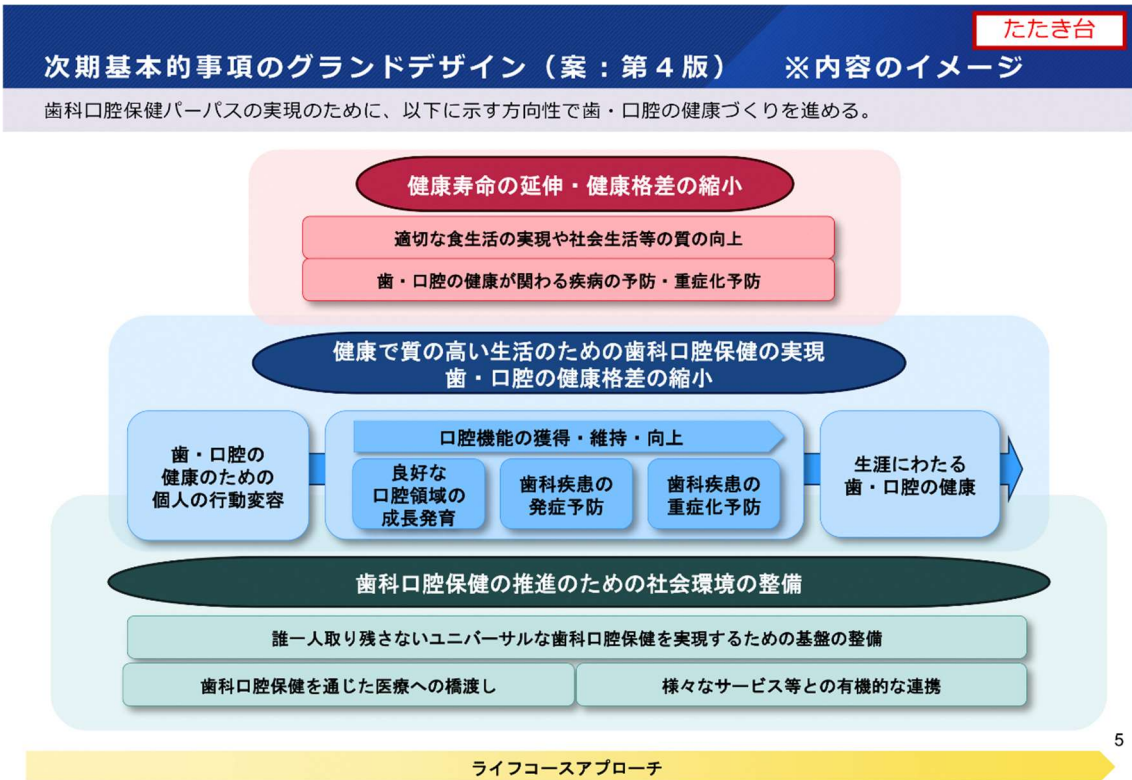 たたき台
次期基本的事項のグランドデザイン（案：第４版）　※内容のイメージ
歯科口腔保健パーパスの実現のために、以下に示す方向性で歯・口腔の健康づくりを進める。
健康寿命の延伸・健康格差の縮小
適切な食生活の実現や社会生活等の質の向上
歯・口腔の健康が関わる疾病の予防・重症化予防
健康で質の高い生活のための歯科口腔保健の実現
歯・口腔の健康格差の縮小
歯・口腔の
健康のための
個人の行動変容
口腔機能の獲得・維持・向上
良好な
口腔領域の
成長発育
歯科疾患の
発症予防
歯科疾患の
重症化予防
生涯にわたる
歯・口腔の健康
歯科口腔保健の推進のための社会環境の整備
誰一人取り残さないユニバーサルな歯科口腔保健を実現するための基盤の整備
歯科口腔保健を通じた医療への橋渡し
様々なサービス等との有機的な連携
5
ライフコースアプローチ